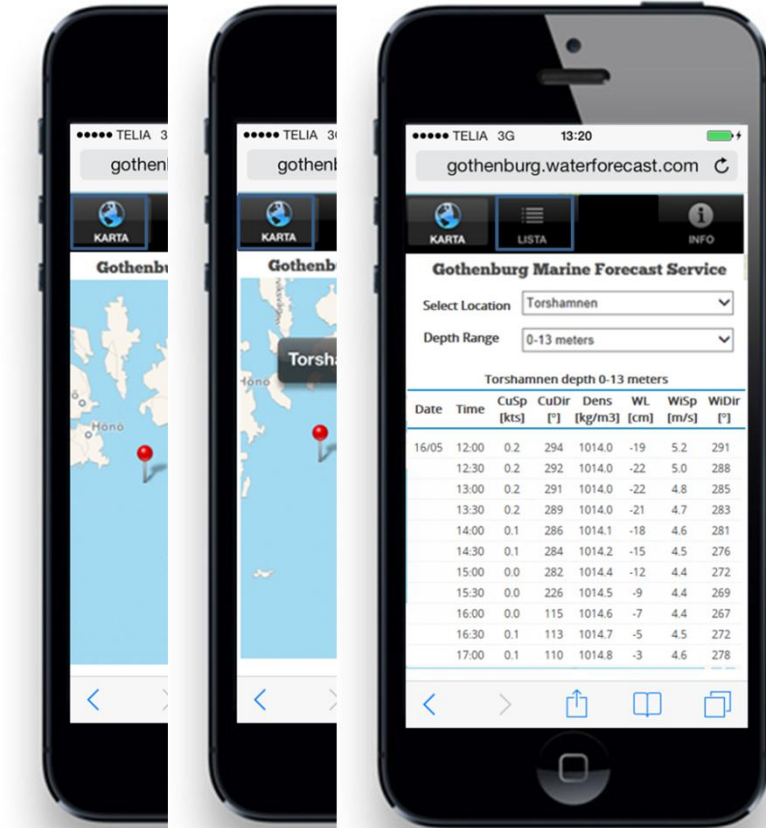 TELIA 3
gothen
KARTA
Gothenbu
Hönö
TELIA 3G
gothenb
KARTA
Gothenb
Torsha
Hönö
TELIA 3G 13:20
gothenburg.waterforecast.com
KARTA LISTA INFO
Gothenburg Marine Forecast Service
Select Location Torshamnen
Depth Range 0-13 meters
Torshamnen depth 0-13 meters
Date Time CuSp CuDir Dens WL WiSp WiDir
[kts] [°] [kg/m3] [cm] [m/s] [°]
16/05 12:00 0.2 294 1014.0 -19 5.2 291
12:30 0.2 292 1014.0 -22 5.0 288
13:00 0.2 291 1014.0 -22 4.8 285
13:30 0.2 289 1014.0 -21 4.7 283
14:00 0.1 286 1014.1 -18 4.6 281
14:30 0.1 284 1014.2 -15 4.5 276
15:00 0.0 282 1014.4 -12 4.4 272
15:30 0.0 226 1014.5 -9 4.4 269
16:00 0.0 115 1014.6 -7 4.4 267
16:30 0.1 113 1014.7 -5 4.5 272
17:00 0.1 110 1014.8 -3 4.6 278